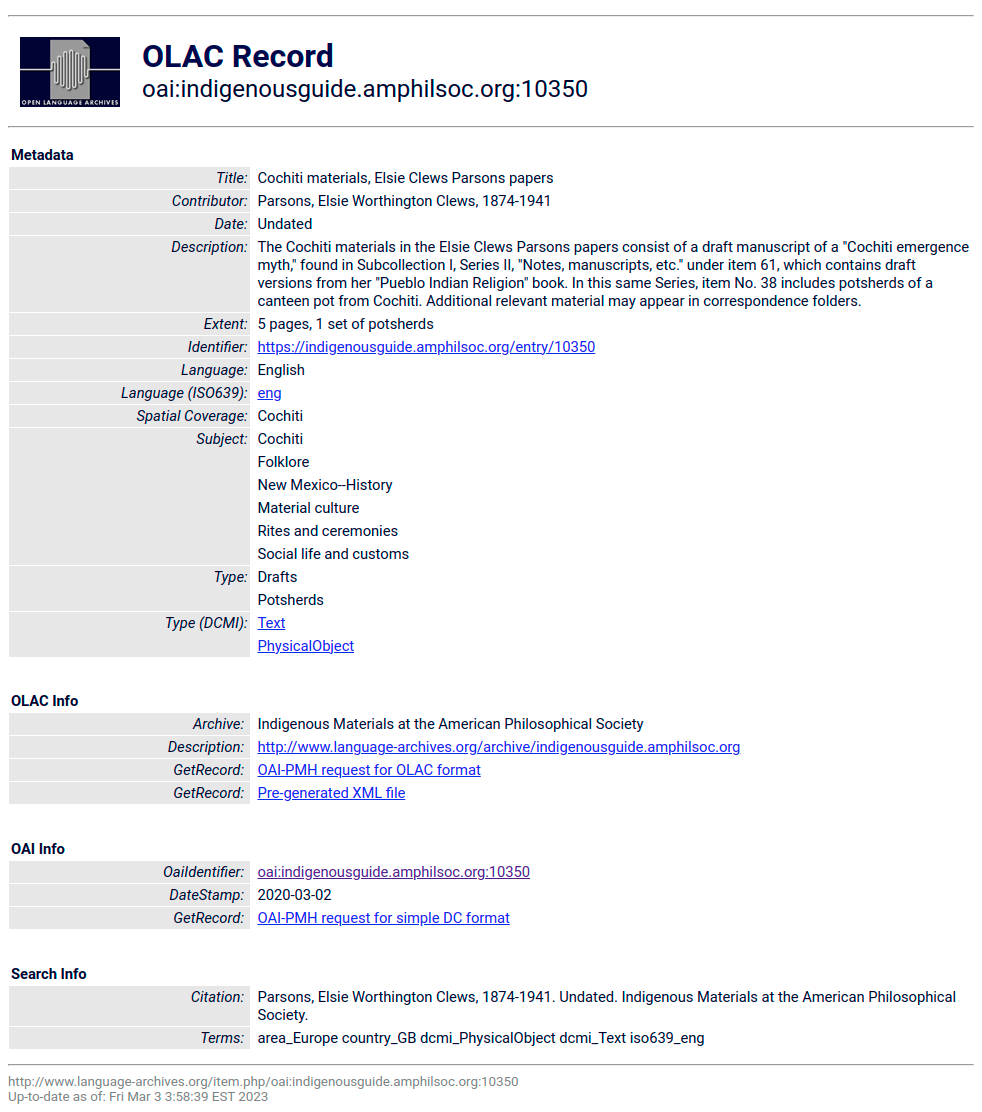 OPEN LANGUAGE ARCHIVES
OLAC Record
oai:indigenousguide.amphilsoc.org:10350
Metadata
Title: Cochiti materials, Elsie Clews Parsons papers
Contributor: Parsons, Elsie Worthington Clews, 1874-1941
Date: Undated
Description: The Cochiti materials in the Elsie Clews Parsons papers consist of a draft manuscript of a "Cochiti emergence
myth," found in Subcollection I, Series II, "Notes, manuscripts, etc." under item 61, which contains draft
versions from her "Pueblo Indian Religion" book. In this same Series, item No. 38 includes potsherds of a
canteen pot from Cochiti. Additional relevant material may appear in correspondence folders.
Extent: 5 pages, 1 set of potsherds
Identifier: https://indigenousguide.amphilsoc.org/entry/10350
Language: English
Language (ISO639): eng
Spatial Coverage: Cochiti
Subject: Cochiti
Folklore
New Mexico--History
Material culture
Rites and ceremonies
Social life and customs
Type: Drafts
Potsherds
Type (DCMI): Text
PhysicalObject
OLAC Info
Archive: Indigenous Materials at the American Philosophical Society
Description: http://www.language-archives.org/archive/indigenousguide.amphilsoc.org
GetRecord: OAI-PMH request for OLAC format
GetRecord: Pre-generated XML file
OAI Info
OaiIdentifier: oai:indigenousguide.amphilsoc.org:10350
DateStamp: 2020-03-02
GetRecord: OAI-PMH request for simple DC format
Search Info
Citation: Parsons, Elsie Worthington Clews, 1874-1941. Undated. Indigenous Materials at the American Philosophical
Society.
Terms: area_Europe country_GB dcmi_PhysicalObject dcmi_Text iso639_eng
http://www.language-archives.org/item.php/oai:indigenousguide.amphilsoc.org:10350
Up-to-date as of: Fri Mar 3 3:58:39 EST 2023